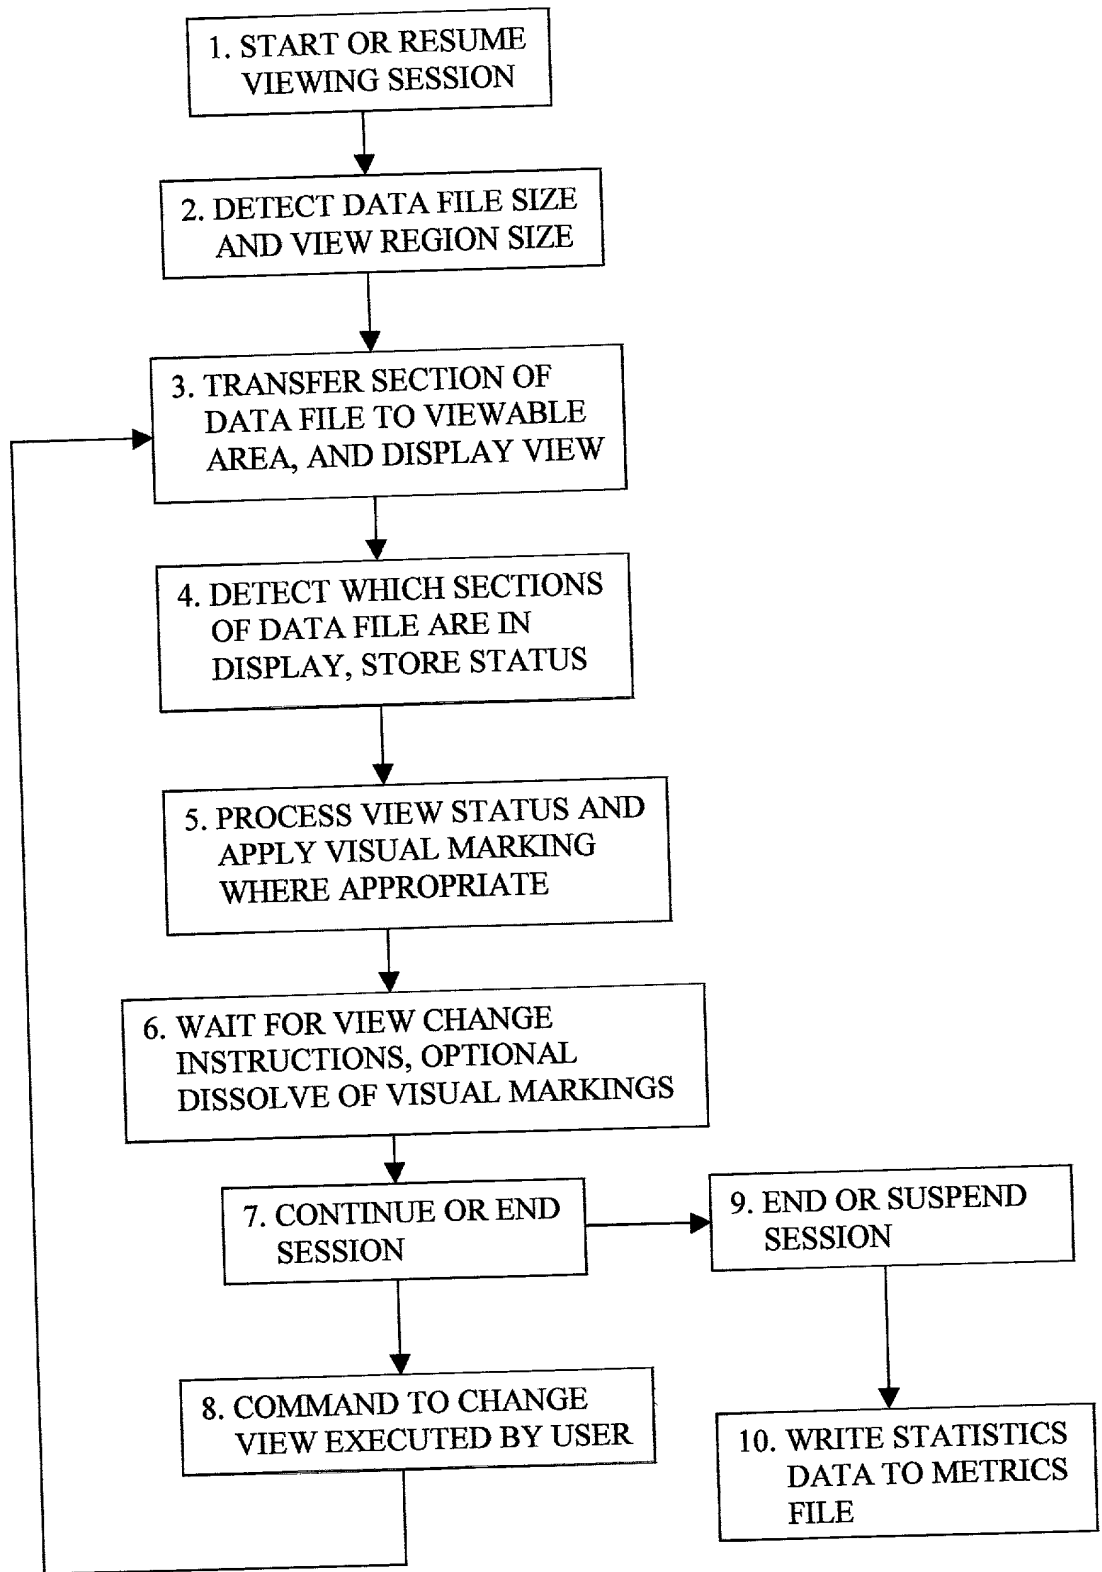 1. START OR RESUME
VIEWING SESSION
2. DETECT DATA FILE SIZE
AND VIEW REGION SIZE
3. TRANSFER SECTION OF
DATA FILE TO VIEWABLE
AREA, AND DISPLAY VIEW
4. DETECT WHICH SECTIONS
OF DATA FILE ARE IN
DISPLAY, STORE STATUS
5. PROCESS VIEW STATUS AND
APPLY VISUAL MARKING
WHERE APPROPRIATE
6. WAIT FOR VIEW CHANGE
INSTRUCTIONS, OPTIONAL
DISSOLVE OF VISUAL MARKINGS
7. CONTINUE OR END
SESSION
8. COMMAND TO CHANGE
VIEW EXECUTED BY USER
9. END OR SUSPEND
SESSION
10. WRITE STATISTICS
DATA TO METRICS
FILE